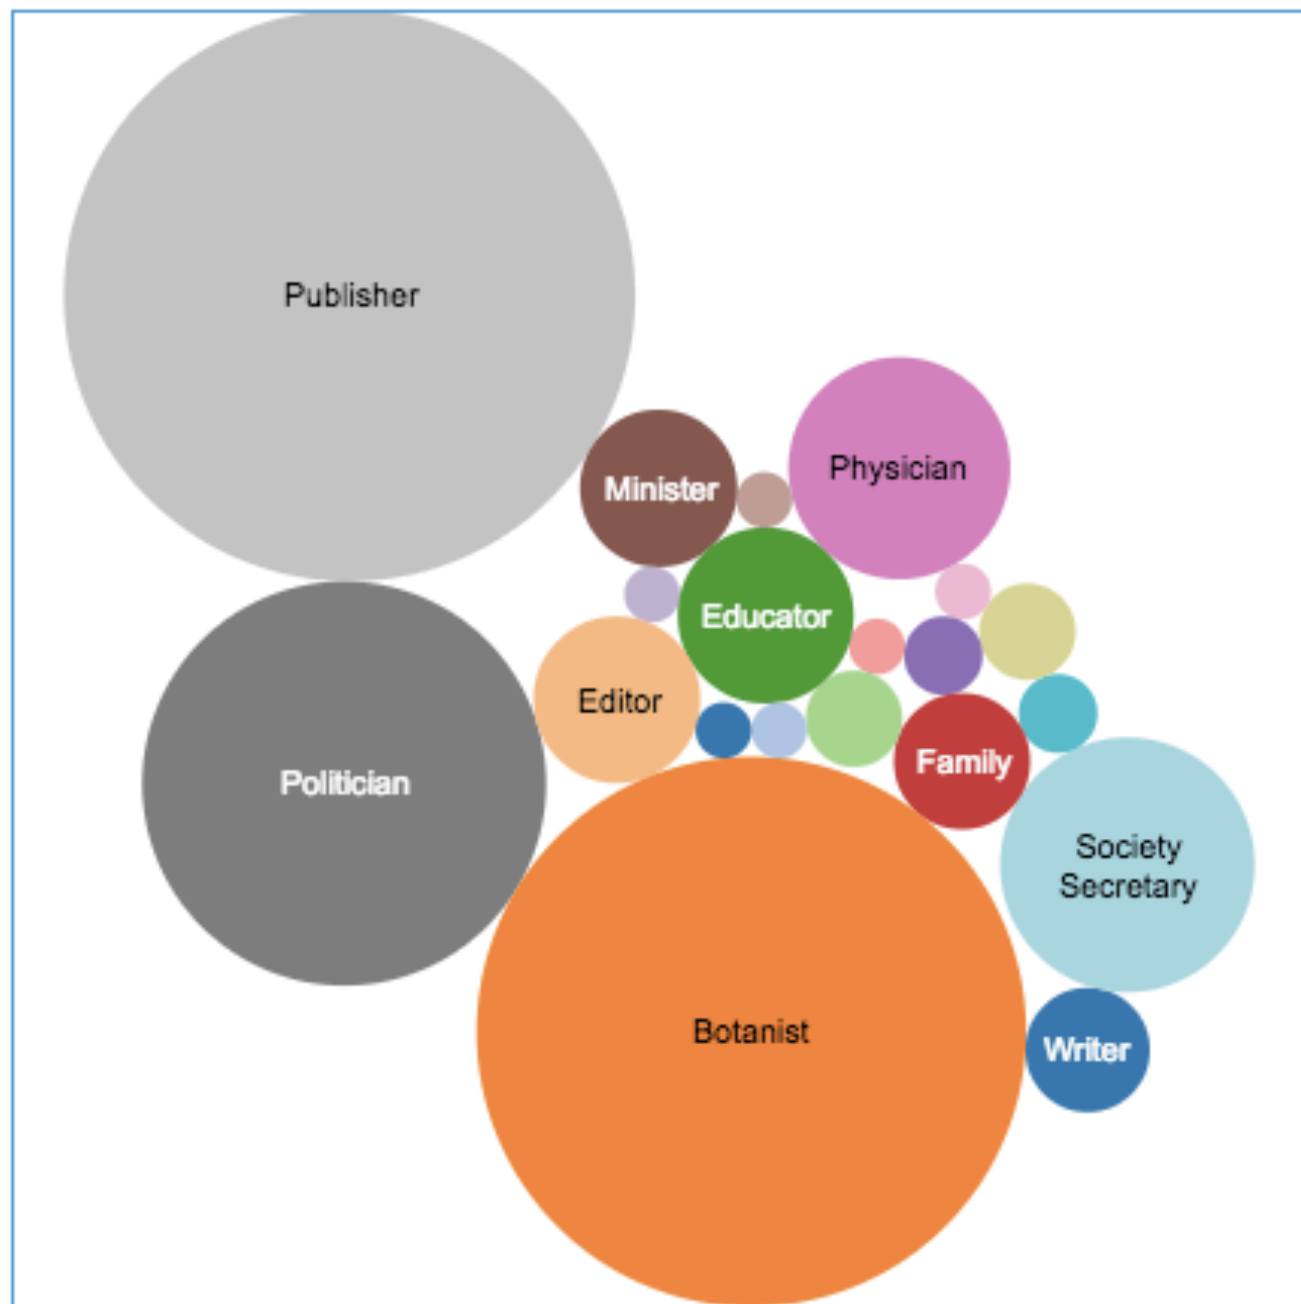 Publisher
Physician
Minister
Educator
Editor
Family
Politician
Society
Secretary
Botanist
Writer